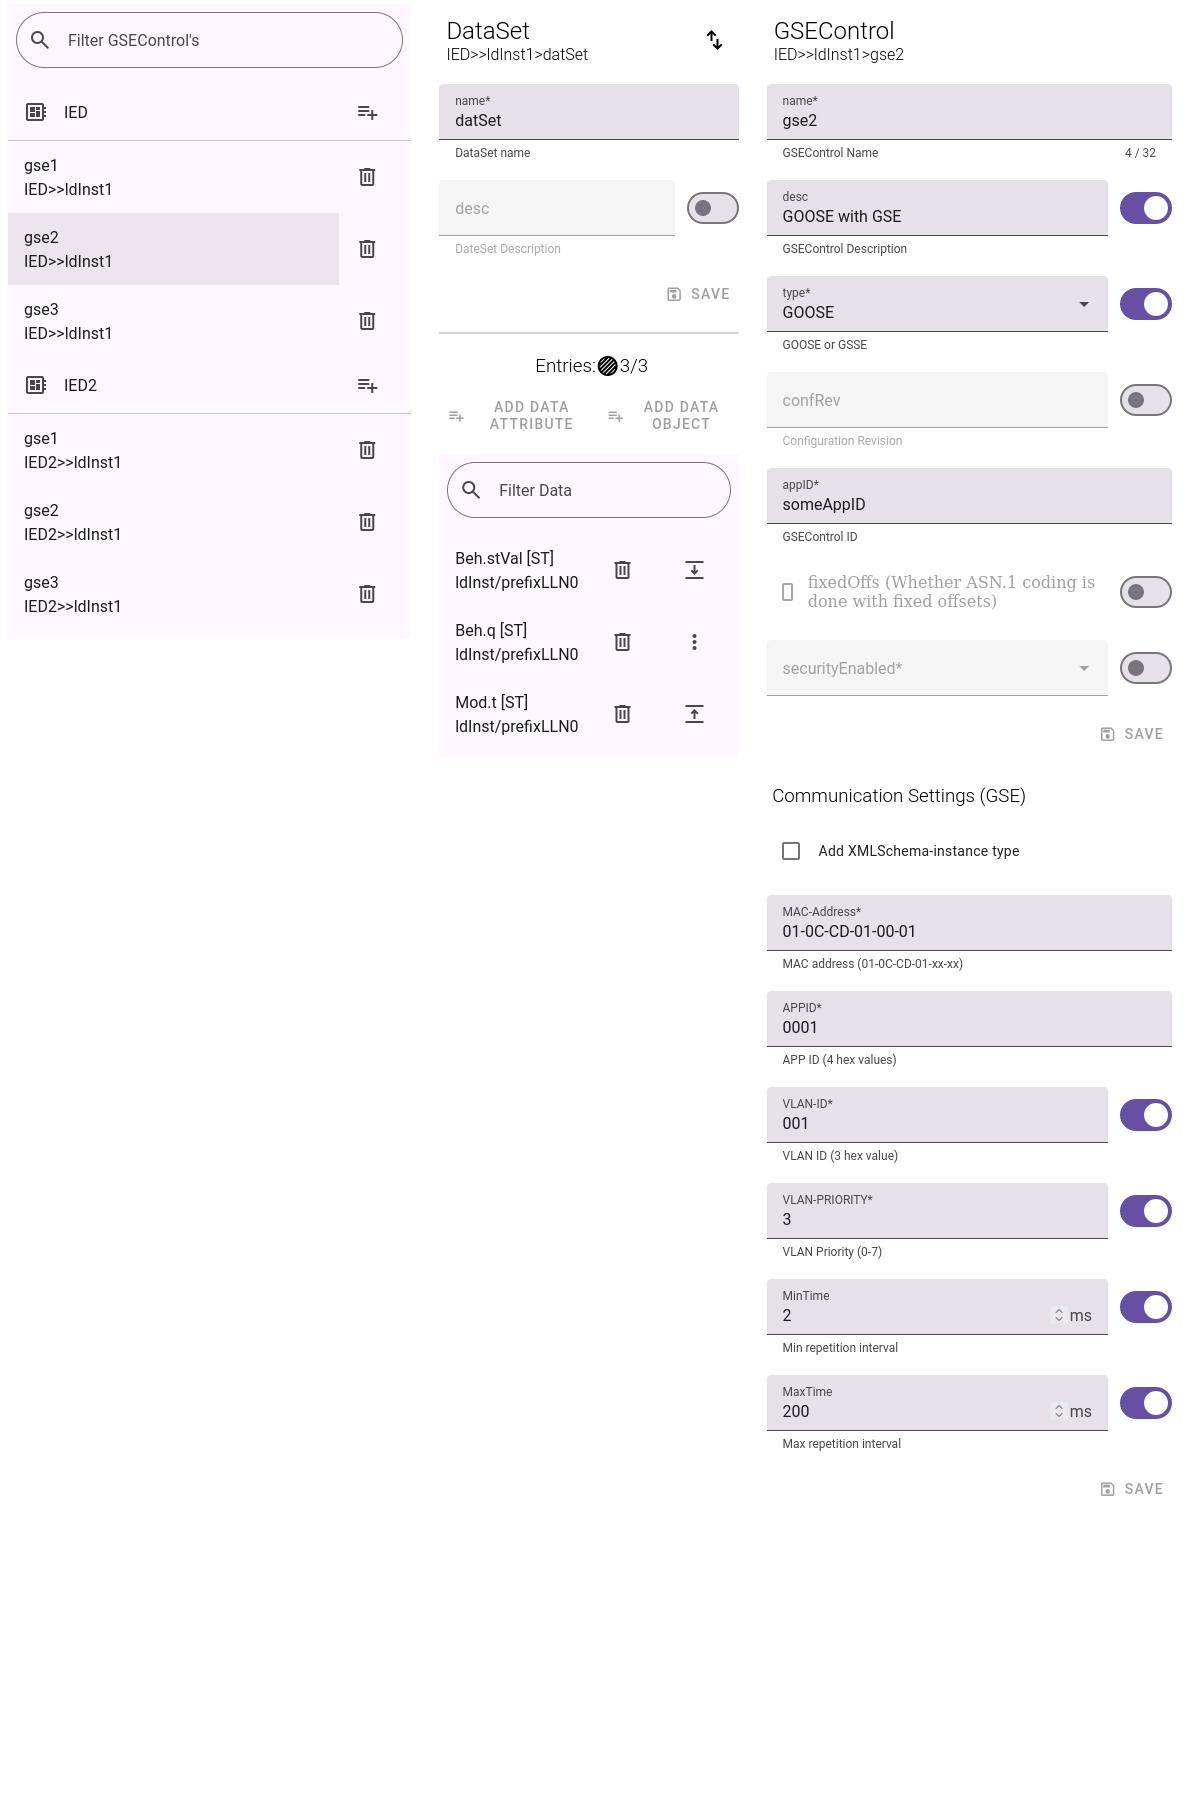 Filter GSEControl's
IED
gse1
IED>>ldInst1
gse2
IED>>ldInst1
gse3
IED>>ldInst1
IED2
gse1
IED2>>ldInst1
gse2
IED2>>ldInst1
gse3
IED2>>ldInst1
DataSet
IED>>ldInst1>datSet
name*
datSet
DataSet name
desc
DateSet Description
SAVE
Entries: 3/3
ADD DATA
ATTRIBUTE
ADD DATA
OBJECT
Filter Data
Beh.stVal [ST]
ldInst/prefixLLN0
Beh.q [ST]
ldInst/prefixLLN0
Mod.t [ST]
ldInst/prefixLLN0
GSEControl
IED>>ldInst1>gse2
name*
gse2
GSEControl Name
4 / 32
desc
GOOSE with GSE
GSEControl Description
type*
GOOSE
GOOSE or GSSE
confRev
Configuration Revision
appID*
someAppID
GSEControl ID
fixedOffs (Whether ASN.1 coding is
done with fixed offsets)
securityEnabled*
SAVE
Communication Settings (GSE)
Add XMLSchema-instance type
MAC-Address*
01-0C-CD-01-00-01
MAC address (01-0C-CD-01-xx-xx)
APPID*
0001
APP ID (4 hex values)
VLAN-ID*
001
VLAN ID (3 hex value)
VLAN-PRIORITY*
3
VLAN Priority (0-7)
MinTime
2
ms
Min repetition interval
MaxTime
200
ms
Max repetition interval
SAVE